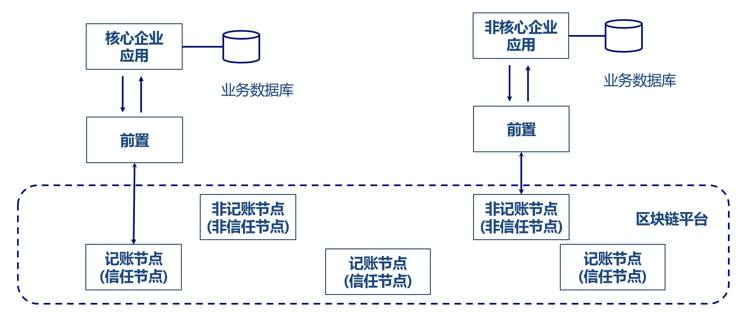 核心企业
应用
业务数据库
非核心企业
应用
业务数据库
前置
前置
非记账节点
(非信任节点)
非记账节点
(非信任节点)
区块链平台
记账节点
(信任节点)
记账节点
(信任节点)
记账节点
(信任节点)